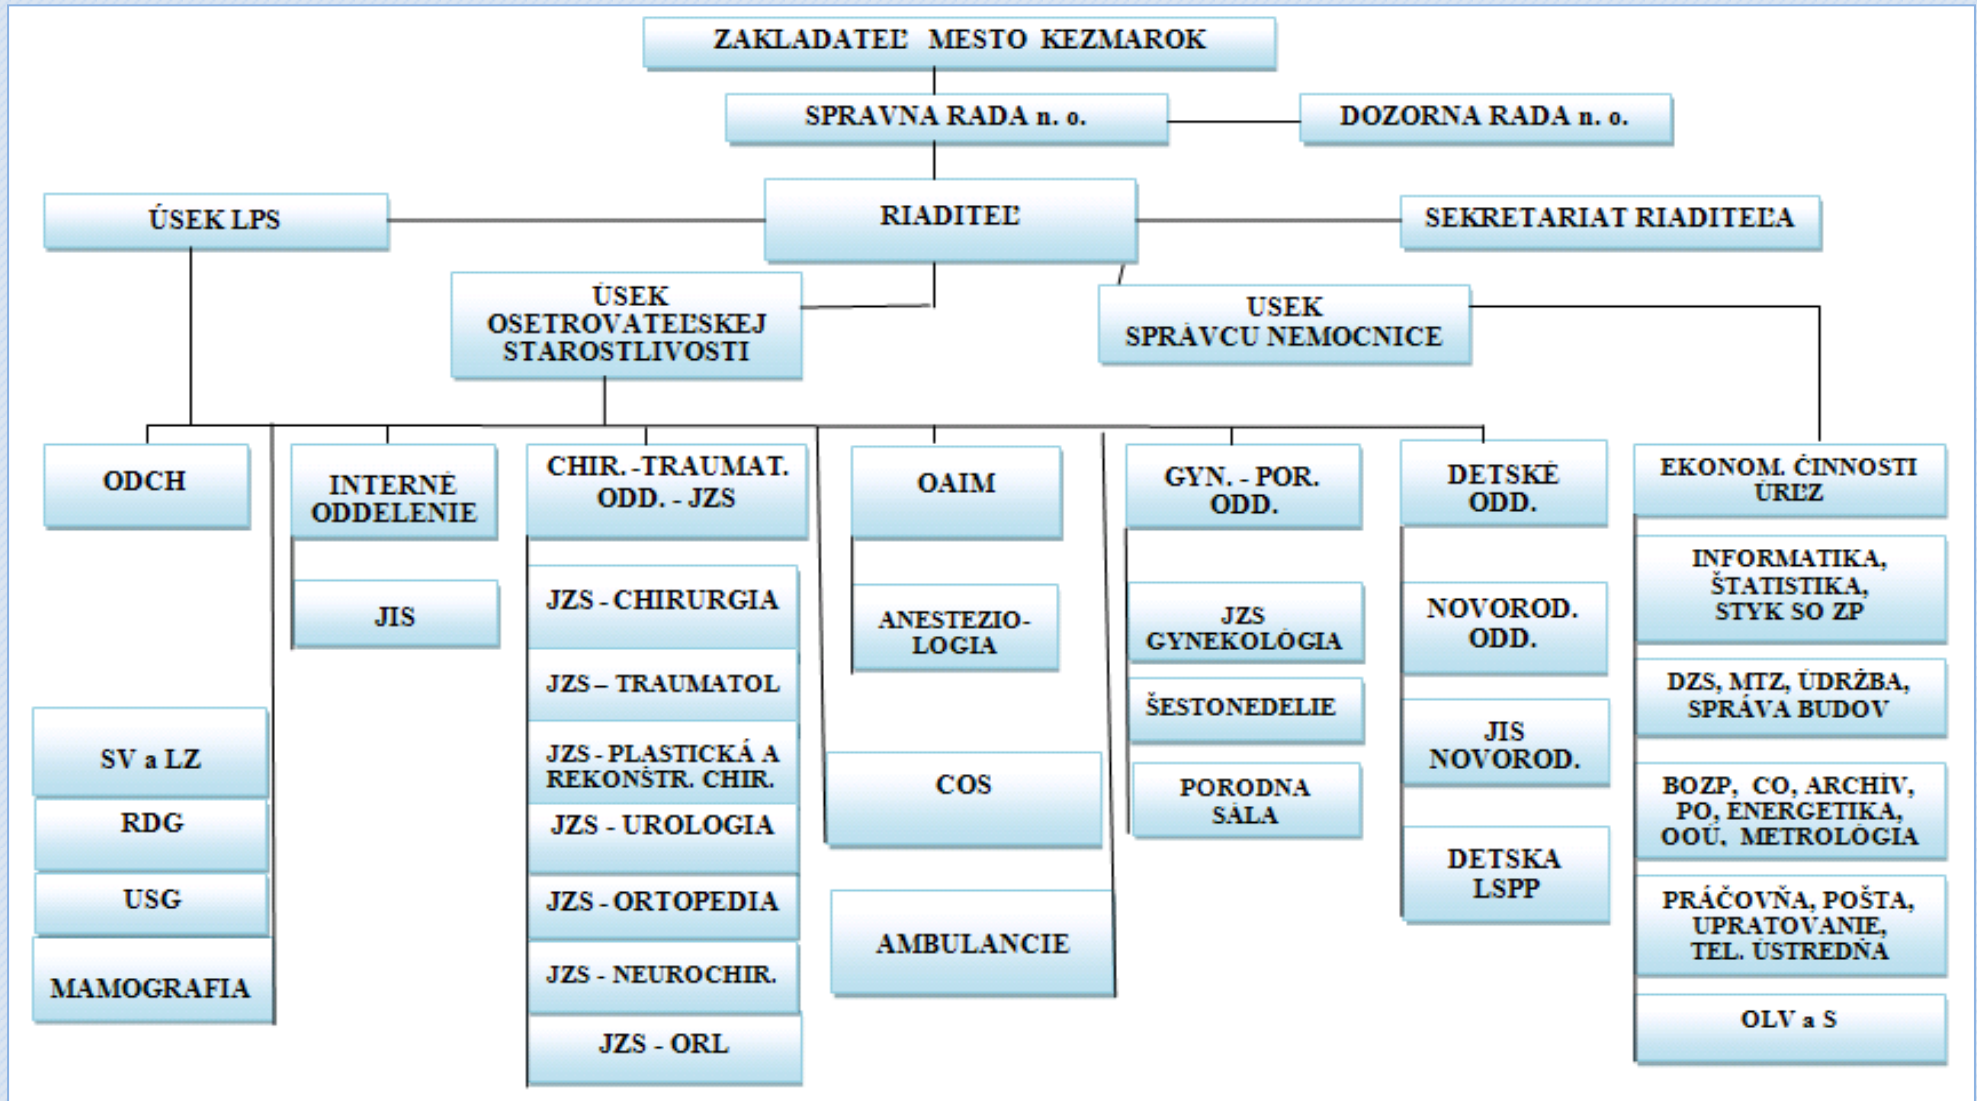 ZAKLADATEĽ MESTO KEZMAROK
SPRAVNA RADA n. o.
DOZORNA RADA n. o.
ÚSEK LPS
RIADITEĽ
SEKRETARIAT RIADITEĽA
ÚSEK
OSETROVATEĽSKEJ
STAROSTLIVOSTI
USEK
SPRÁVCU NEMOCNICE
ODCH
INTERNÉ
ODDELENIE
JIS
CHIR. -TRAUMAT.
ODD. - JZS
JZS - CHIRURGIA
JZS – TRAUMATOL
JZS - PLASTICKÁ A
REKONŠTR. CHIR.
JZS - UROLOGIA
JZS - ORTOPEDIA
JZS - NEUROCHIR.
JZS - ORL
OAIM
ANESTEZIO-
LOGIA
COS
AMBULANCIE
GYN. - POR.
ODD.
JZS
GYNEKOLÓGIA
ŠESTONEDELIE
PORODNA
SÁLA
DETSKÉ
ODD.
NOVOROD.
ODD.
JIS
NOVOROD.
DETSKA
LSPP
EKONOM. ČINNOSTI
ÚRĽZ
INFORMATIKA,
ŠTATISTIKA,
STYK SO ZP
DZS, MTZ, ÚDRŽBA,
SPRÁVA BUDOV
BOZP, CO, ARCHÍV,
PO, ENERGETIKA,
OOÚ, METROLÓGIA
PRÁČOVŇA, POŠTA,
UPRATOVANIE,
TEL. ÚSTREDŇA
OLV a S
SV a LZ
RDG
USG
MAMOGRAFIA